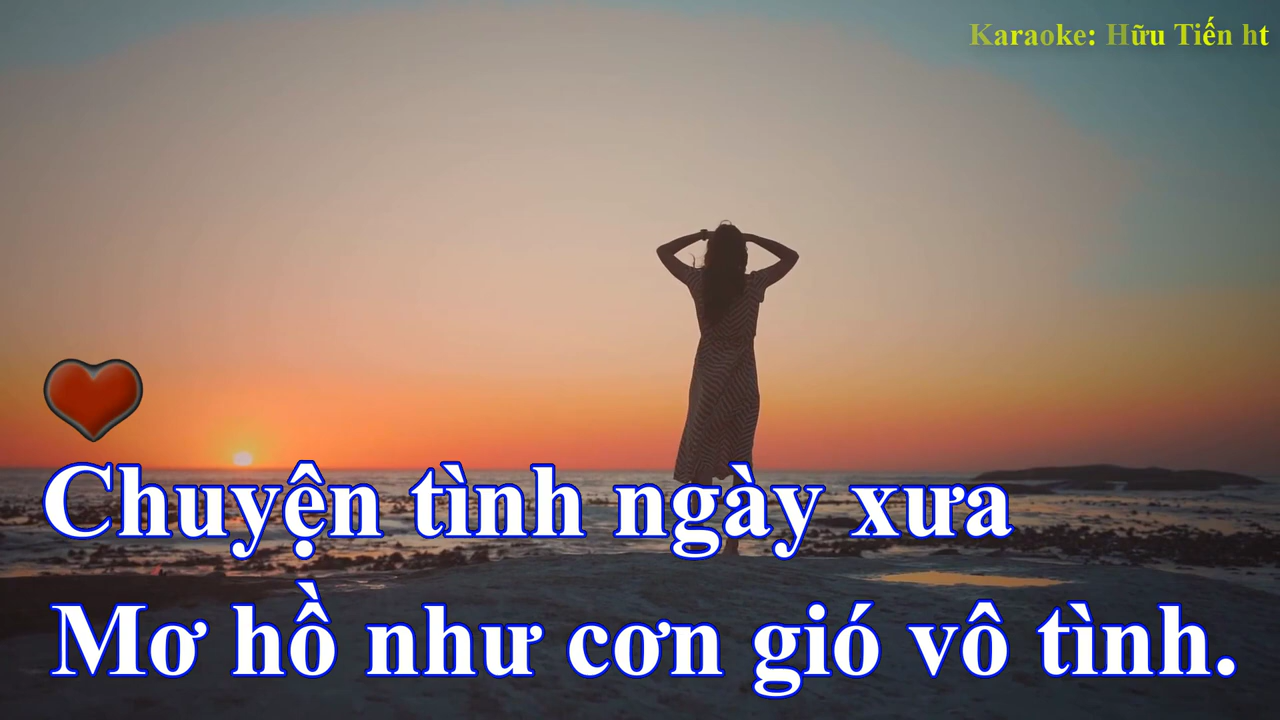 Karaoke: Hữu Tiến ht
Chuyện tình ngày xưa
Mơ hồ như cơn gió vô tình.